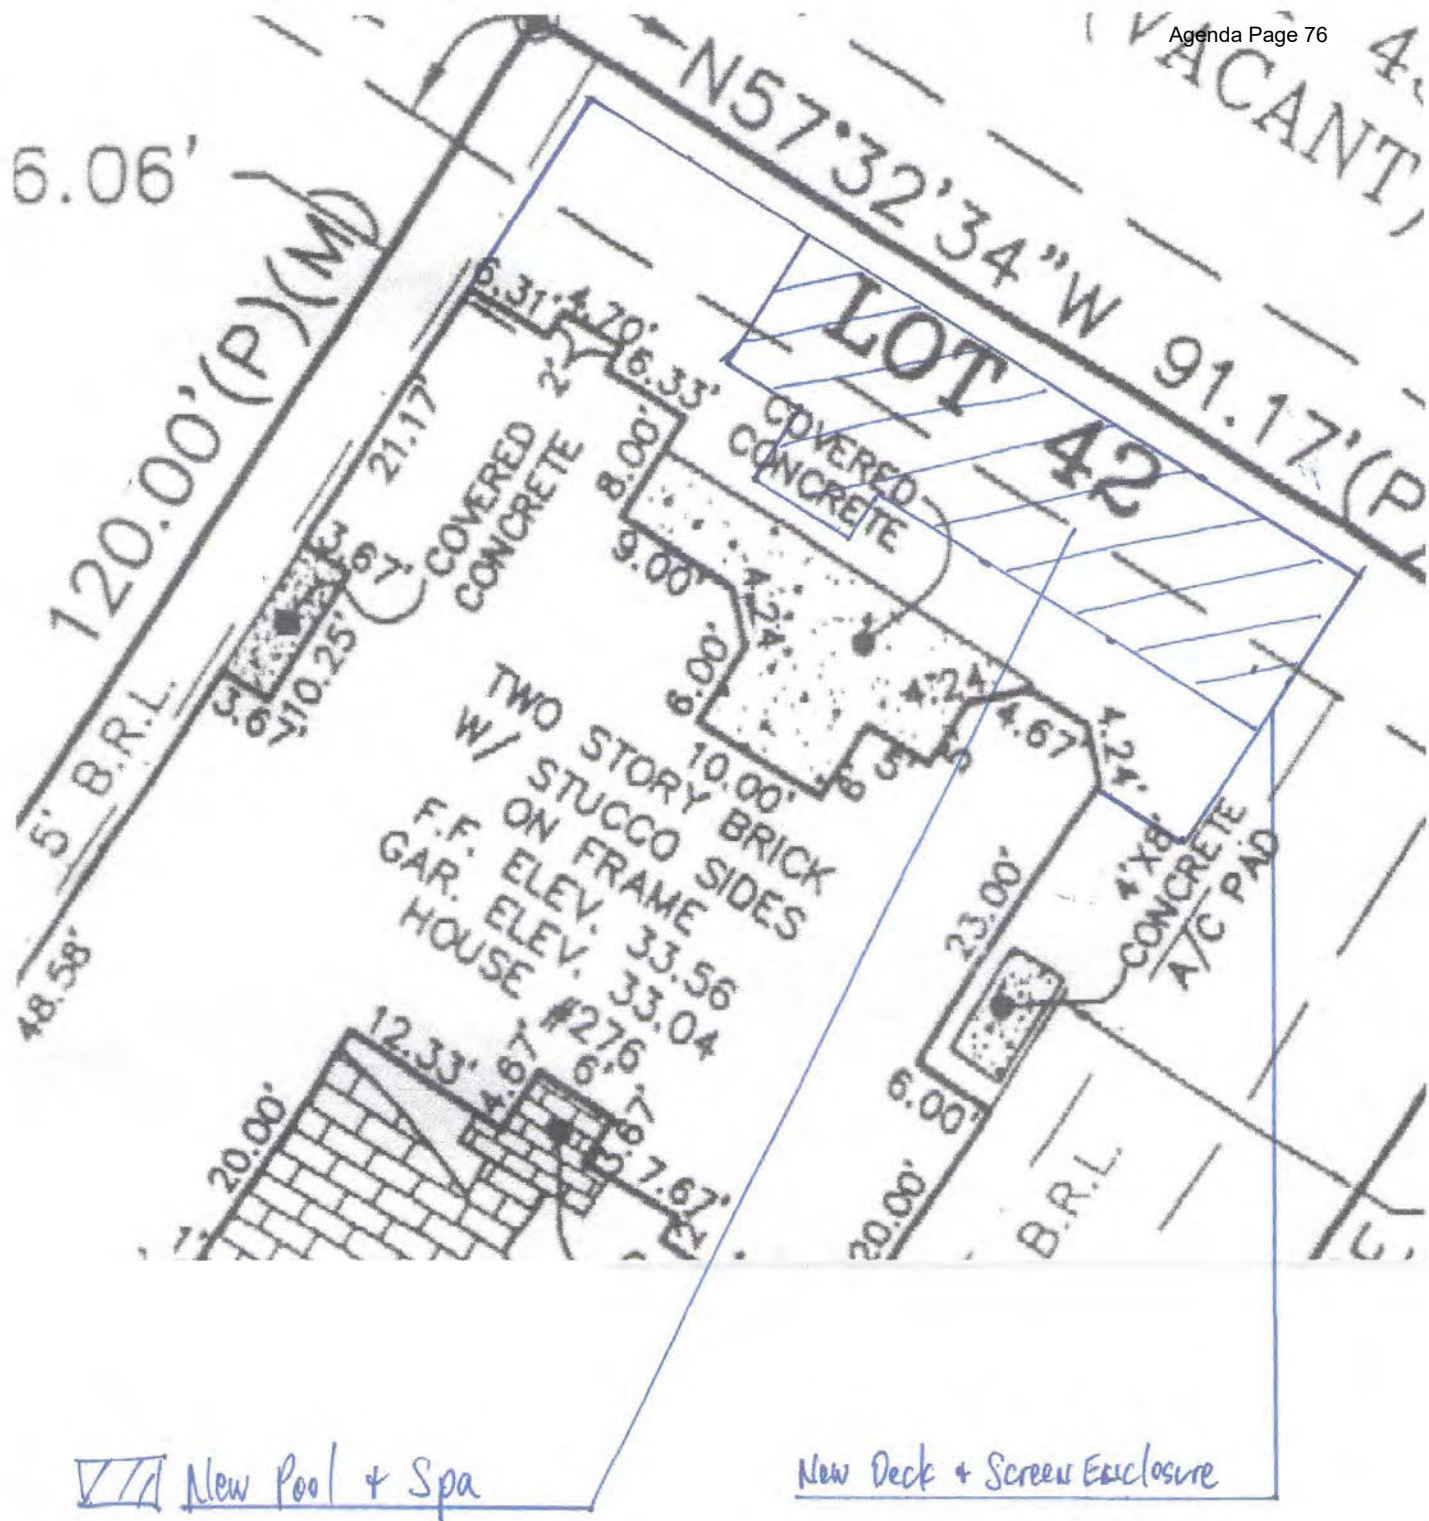 Agenda Page 76
(VACANT)
N57°32'34"W 91.17'(P
6.06'
120.00'(P)(M)
LOT 42
6.31'
4.70'
2'
6.33'
8.00'
21.17'
COVERED
CONCRETE
COVERED
CONCRETE
3.67'
10.25'
3.67'
9.00'
4.24'
6.00'
10.00'
6'
5'
5'
4.24'
4.67'
4.24'
5' B.R.L.
TWO STORY BRICK
W/ STUCCO SIDES
ON FRAME
F.F. ELEV. 33.56
GAR. ELEV. 33.04
HOUSE #276
4'X8'
CONCRETE
A/C PAD
23.00'
48.58'
12.33'
4.67'
6'
3.67'
7.67'
20.00'
6.00'
20.00'
B.R.L.
New Pool + Spa
New Deck + Screen Enclosure